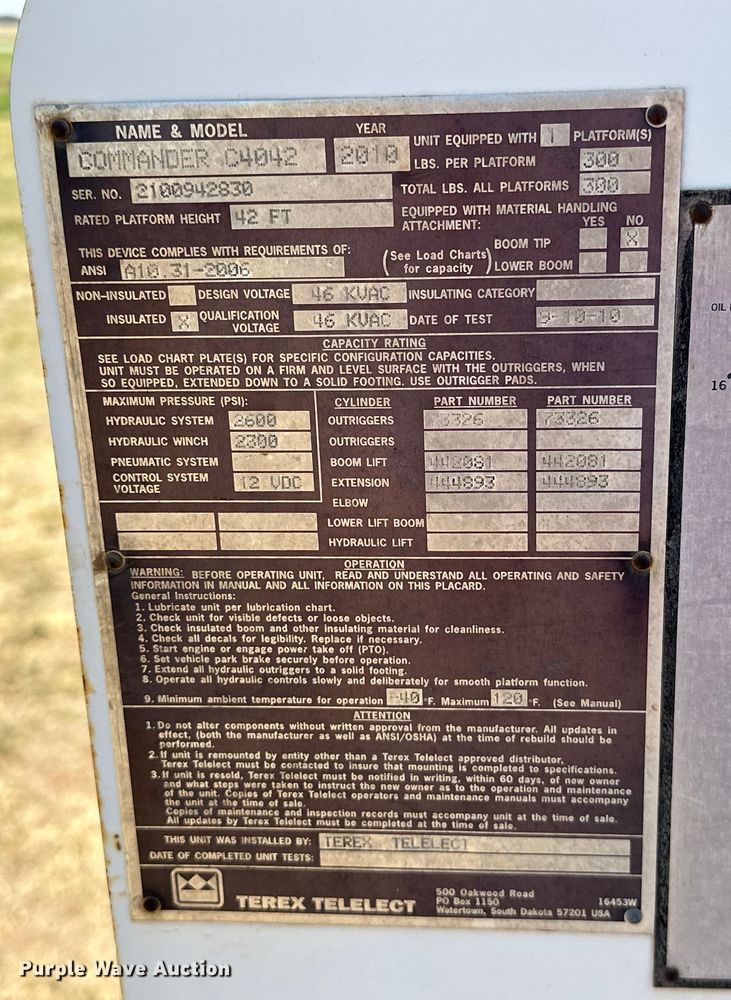 NAME & MODEL YEAR UNIT EQUIPPED WITH 1 PLATFORM(S)
COMMANDER C4042 2010 LBS. PER PLATFORM 300
SER. NO. 2100942830 TOTAL LBS. ALL PLATFORMS 300
RATED PLATFORM HEIGHT 42 FT EQUIPPED WITH MATERIAL HANDLING
ATTACHMENT: YES NO
THIS DEVICE COMPLIES WITH REQUIREMENTS OF: (See Load Charts BOOM TIP X
ANSI A10.31-2006 for capacity) LOWER BOOM
NON-INSULATED DESIGN VOLTAGE 46 KVAC INSULATING CATEGORY
INSULATED X QUALIFICATION VOLTAGE 46 KVAC DATE OF TEST 9-10-10
CAPACITY RATING
SEE LOAD CHART PLATE(S) FOR SPECIFIC CONFIGURATION CAPACITIES.
UNIT MUST BE OPERATED ON A FIRM AND LEVEL SURFACE WITH THE OUTRIGGERS, WHEN
SO EQUIPPED, EXTENDED DOWN TO A SOLID FOOTING. USE OUTRIGGER PADS.
MAXIMUM PRESSURE (PSI):
HYDRAULIC SYSTEM 2600
HYDRAULIC WINCH 2300
PNEUMATIC SYSTEM
CONTROL SYSTEM
VOLTAGE 12 VDC
CYLINDER PART NUMBER PART NUMBER
OUTRIGGERS 73326 73326
OUTRIGGERS
BOOM LIFT 442081 442081
EXTENSION 444893 444893
ELBOW
LOWER LIFT BOOM
HYDRAULIC LIFT
OPERATION
WARNING: BEFORE OPERATING UNIT, READ AND UNDERSTAND ALL OPERATING AND SAFETY
INFORMATION IN MANUAL AND ALL INFORMATION ON THIS PLACARD.
General Instructions:
1. Lubricate unit per lubrication chart.
2. Check unit for visible defects or loose objects.
3. Check insulated boom and other insulating material for cleanliness.
4. Check all decals for legibility. Replace if necessary.
5. Start engine or engage power take off (PTO).
6. Set vehicle park brake securely before operation.
7. Extend all hydraulic outriggers to a solid footing.
8. Operate all hydraulic controls slowly and deliberately for smooth platform function.
9. Minimum ambient temperature for operation -40 °F. Maximum 120 °F. (See Manual)
ATTENTION
1. Do not alter components without written approval from the manufacturer. All updates in
effect, (both the manufacturer as well as ANSI/OSHA) at the time of rebuild should be
performed.
2. If unit is remounted by entity other than a Terex Telelect approved distributor,
Terex Telelect must be contacted to insure that mounting is completed to specifications.
3. If unit is resold, Terex Telelect must be notified in writing, within 60 days, of new owner
and what steps were taken to instruct the new owner as to the operation and maintenance
of the unit. Copies of Terex Telelect operators and maintenance manuals must accompany
the unit at the time of sale.
Copies of maintenance and inspection records must accompany unit at the time of sale.
All updates by Terex Telelect must be completed at the time of sale.
THIS UNIT WAS INSTALLED BY: TEREX TELELECT
DATE OF COMPLETED UNIT TESTS:
TEREX TELELECT
500 Oakwood Road
PO Box 1150
Watertown, South Dakota 57201 USA
16453W
OIL
16
Purple Wave Auction